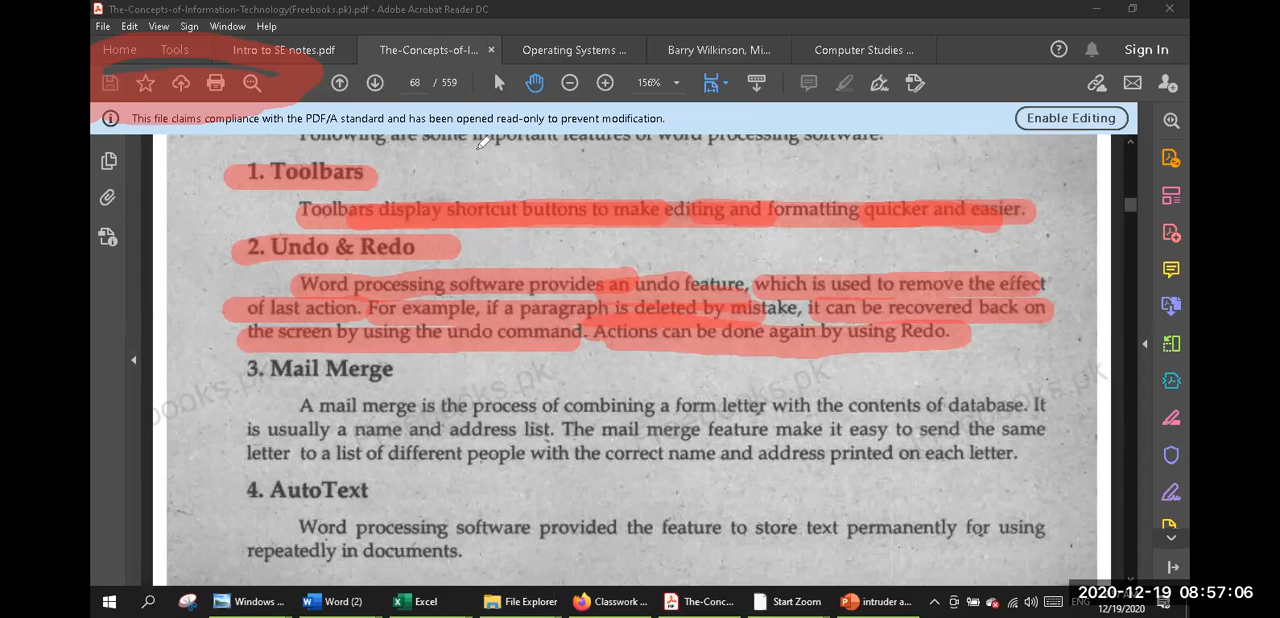 The-Concepts-of-Information-Technology(Freebooks.pk).pdf - Adobe Acrobat Reader DC
File Edit View Sign Window Help
Home Tools Intro to SE notes.pdf The-Concepts-of-I... × Operating Systems ... Barry Wilkinson, Mi... Computer Studies ... Sign In
68 / 559 156%
This file claims compliance with the PDF/A standard and has been opened read-only to prevent modification. Enable Editing
Following are some important features of word processing software.
1. Toolbars
Toolbars display shortcut buttons to make editing and formatting quicker and easier.
2. Undo & Redo
Word processing software provides an undo feature, which is used to remove the effect
of last action. For example, if a paragraph is deleted by mistake, it can be recovered back on
the screen by using the undo command. Actions can be done again by using Redo.
3. Mail Merge
A mail merge is the process of combining a form letter with the contents of database. It
is usually a name and address list. The mail merge feature make it easy to send the same
letter to a list of different people with the correct name and address printed on each letter.
4. AutoText
Word processing software provided the feature to store text permanently for using
repeatedly in documents.
Windows ... Word (2) Excel File Explorer Classwork ... The-Conc... Start Zoom intruder a... ENG
2020-12-19 08:57:06
12/19/2020